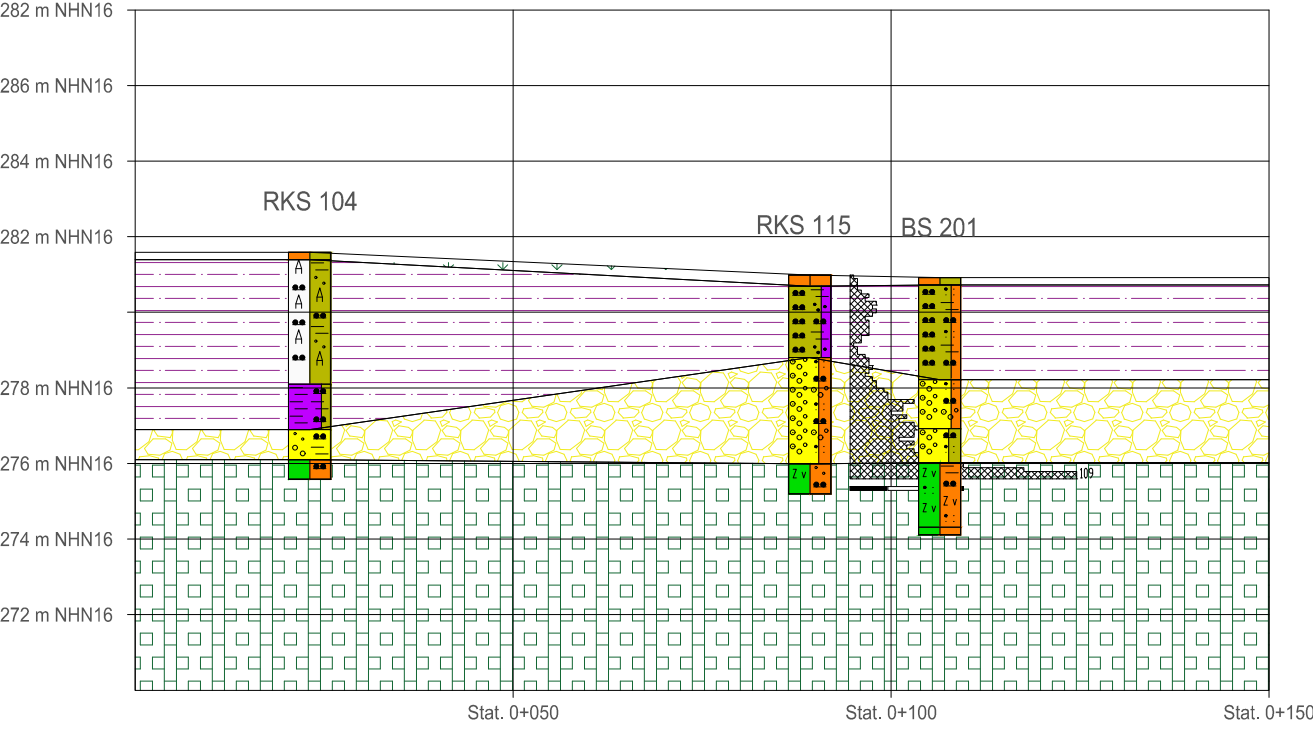 282 m NHN16
286 m NHN16
284 m NHN16
RKS 104
282 m NHN16
RKS 115
BS 201
A
A
A
A
A
278 m NHN16
276 m NHN16
Z v
Z v
109
Z v
Z v
274 m NHN16
272 m NHN16
Stat. 0+050
Stat. 0+100
Stat. 0+150